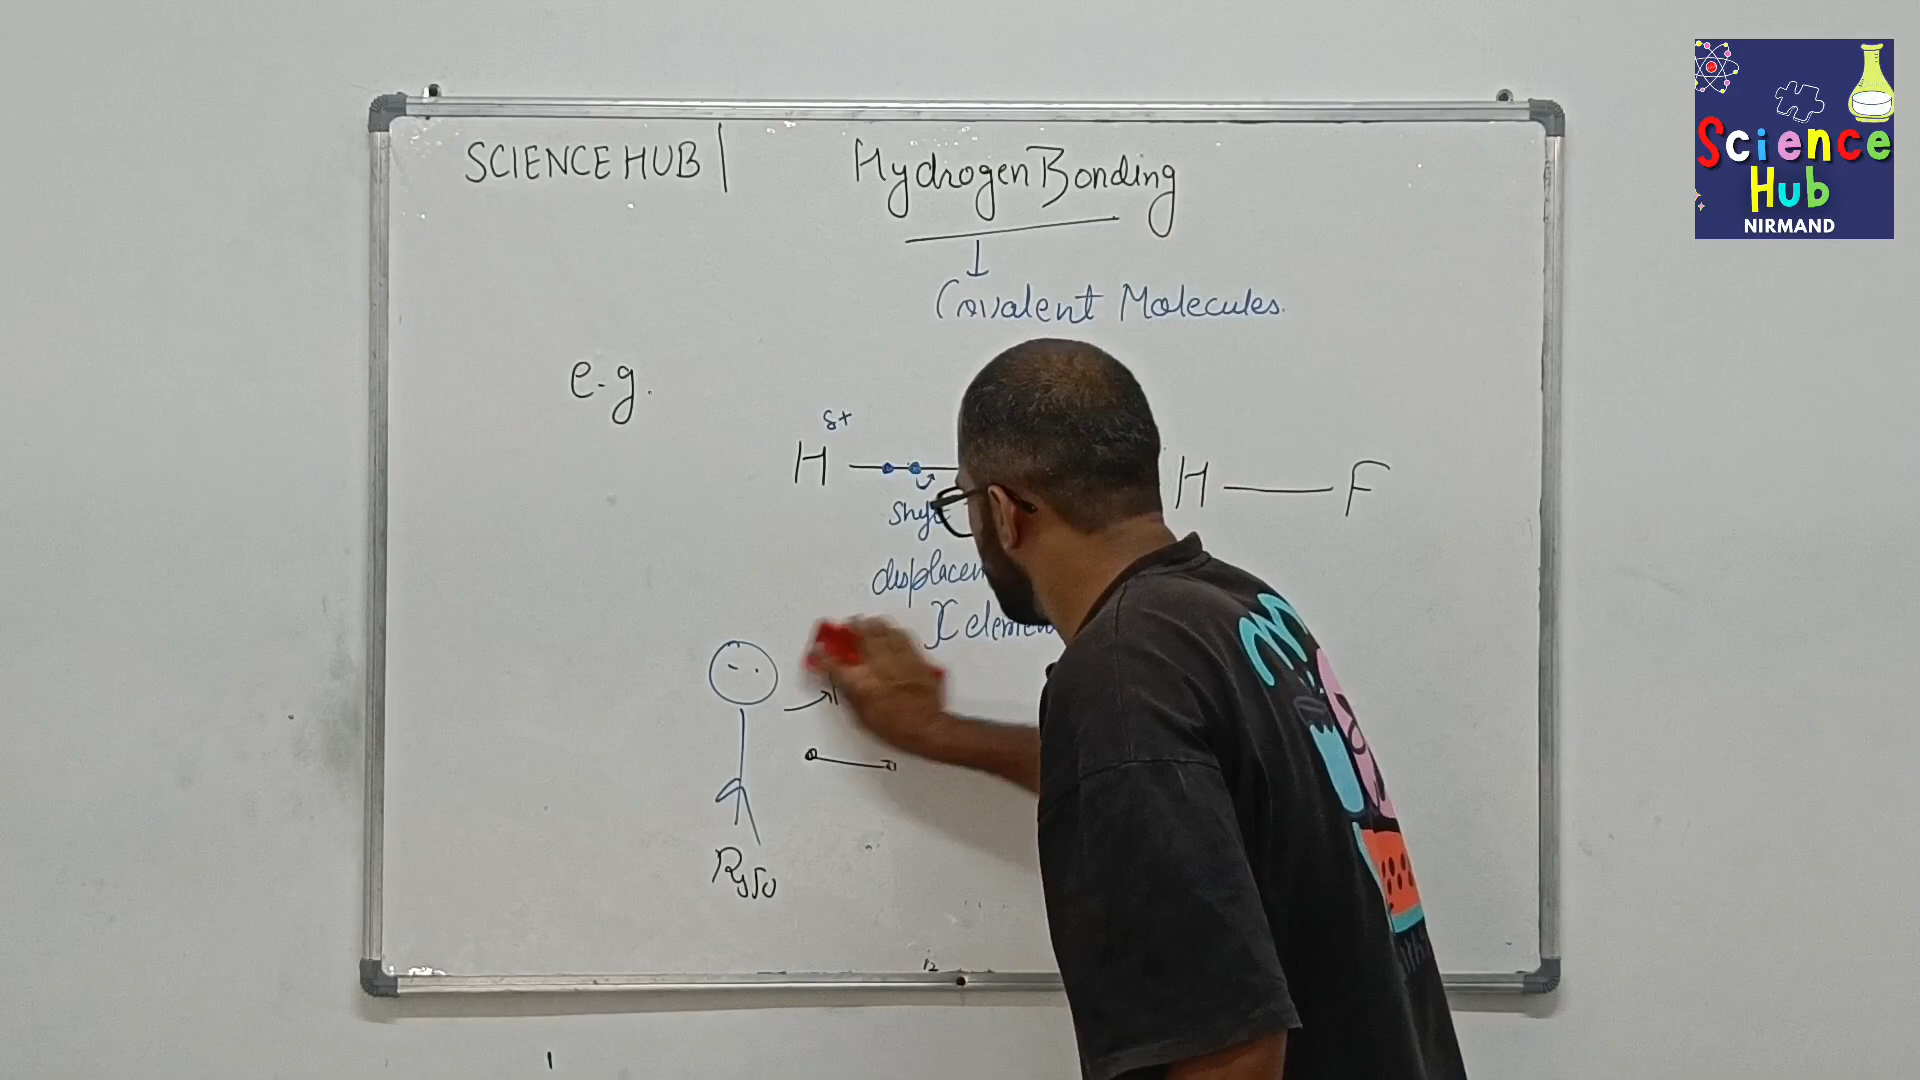 SCIENCE HUB
Hydrogen Bonding
Covalent Molecules.
e.g.
δ+
H
H — F
X
Science
Hub
NIRMAND